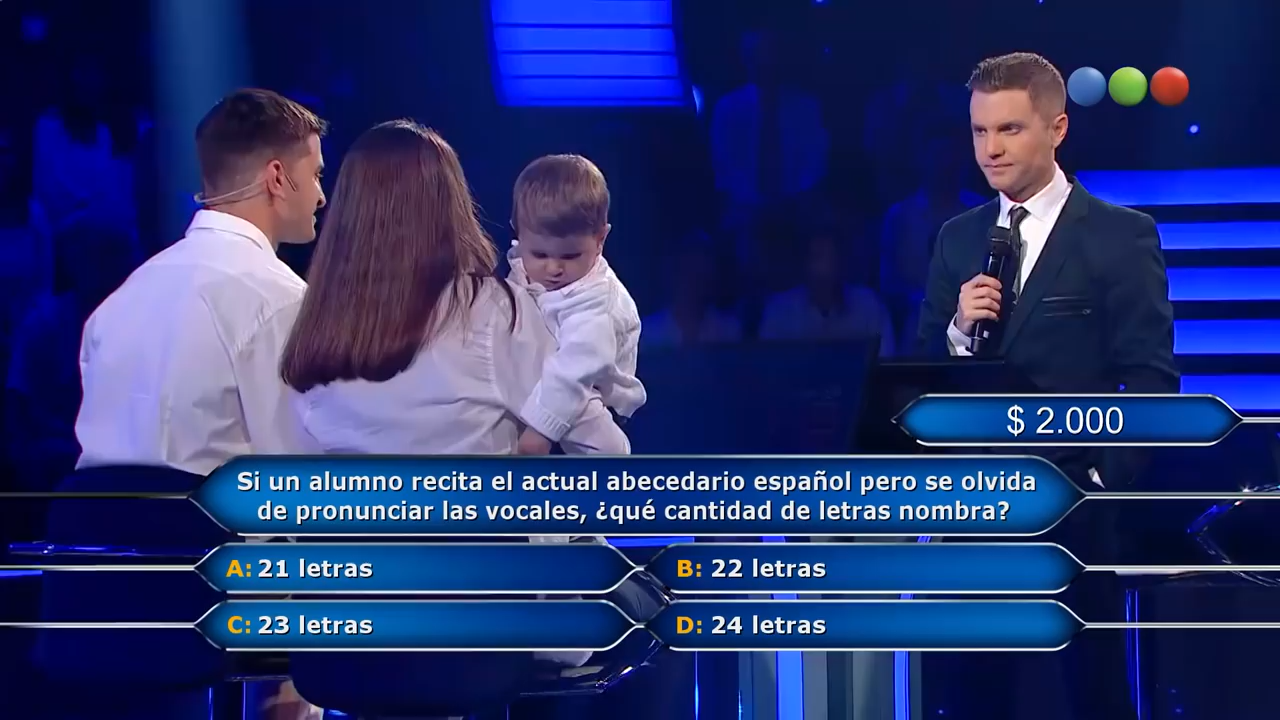 $ 2.000
Si un alumno recita el actual abecedario español pero se olvida
de pronunciar las vocales, ¿qué cantidad de letras nombra?
A: 21 letras
B: 22 letras
C: 23 letras
D: 24 letras